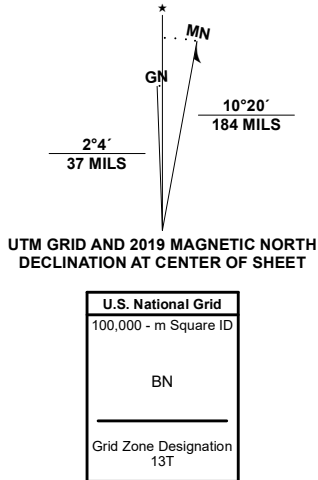 ★
MN
GN
10°20´
184 MILS
2°4´
37 MILS
UTM GRID AND 2019 MAGNETIC NORTH
DECLINATION AT CENTER OF SHEET
U.S. National Grid
100,000 - m Square ID
BN
Grid Zone Designation
13T